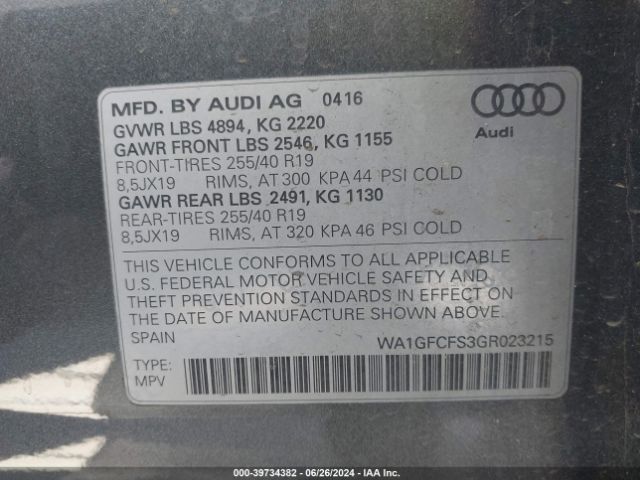 MFD. BY AUDI AG 0416
GVWR LBS 4894, KG 2220
GAWR FRONT LBS 2546, KG 1155
FRONT-TIRES 255/40 R19
8,5JX19 RIMS, AT 300 KPA 44 PSI COLD
GAWR REAR LBS 2491, KG 1130
REAR-TIRES 255/40 R19
8,5JX19 RIMS, AT 320 KPA 46 PSI COLD
Audi
THIS VEHICLE CONFORMS TO ALL APPLICABLE
U.S. FEDERAL MOTOR VEHICLE SAFETY AND
THEFT PREVENTION STANDARDS IN EFFECT ON
THE DATE OF MANUFACTURE SHOWN ABOVE.
SPAIN
WA1GFCFS3GR023215
TYPE:
MPV
000-39734382 - 06/26/2024 - IAA Inc.